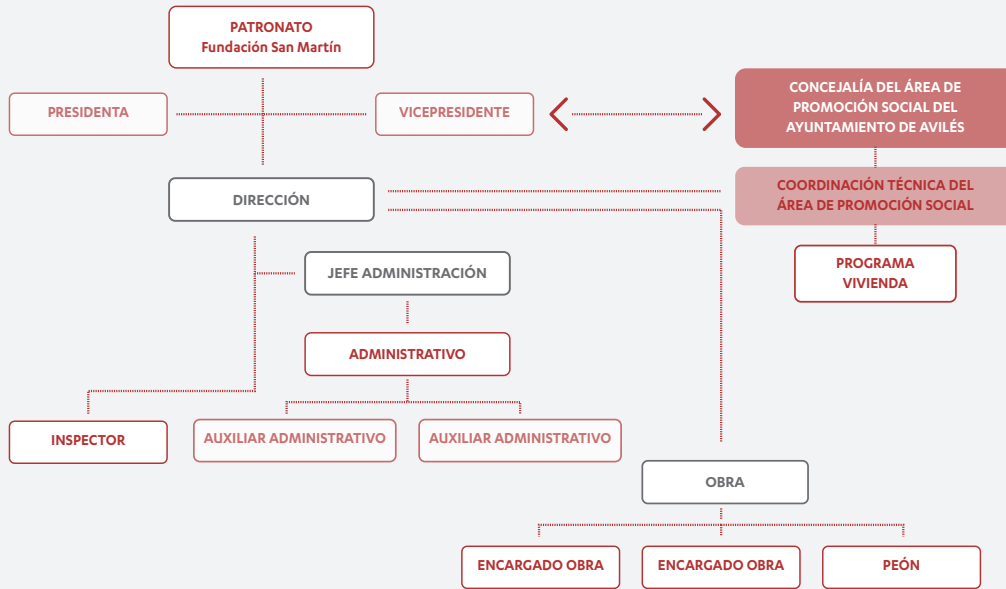 PATRONATO
Fundación San Martín
PRESIDENTA
VICEPRESIDENTE
CONCEJALÍA DEL ÁREA DE
PROMOCIÓN SOCIAL DEL
AYUNTAMIENTO DE AVILÉS
DIRECCIÓN
COORDINACIÓN TÉCNICA DEL
ÁREA DE PROMOCIÓN SOCIAL
JEFE ADMINISTRACIÓN
PROGRAMA
VIVIENDA
ADMINISTRATIVO
INSPECTOR
AUXILIAR ADMINISTRATIVO
AUXILIAR ADMINISTRATIVO
OBRA
ENCARGADO OBRA
ENCARGADO OBRA
PEÓN